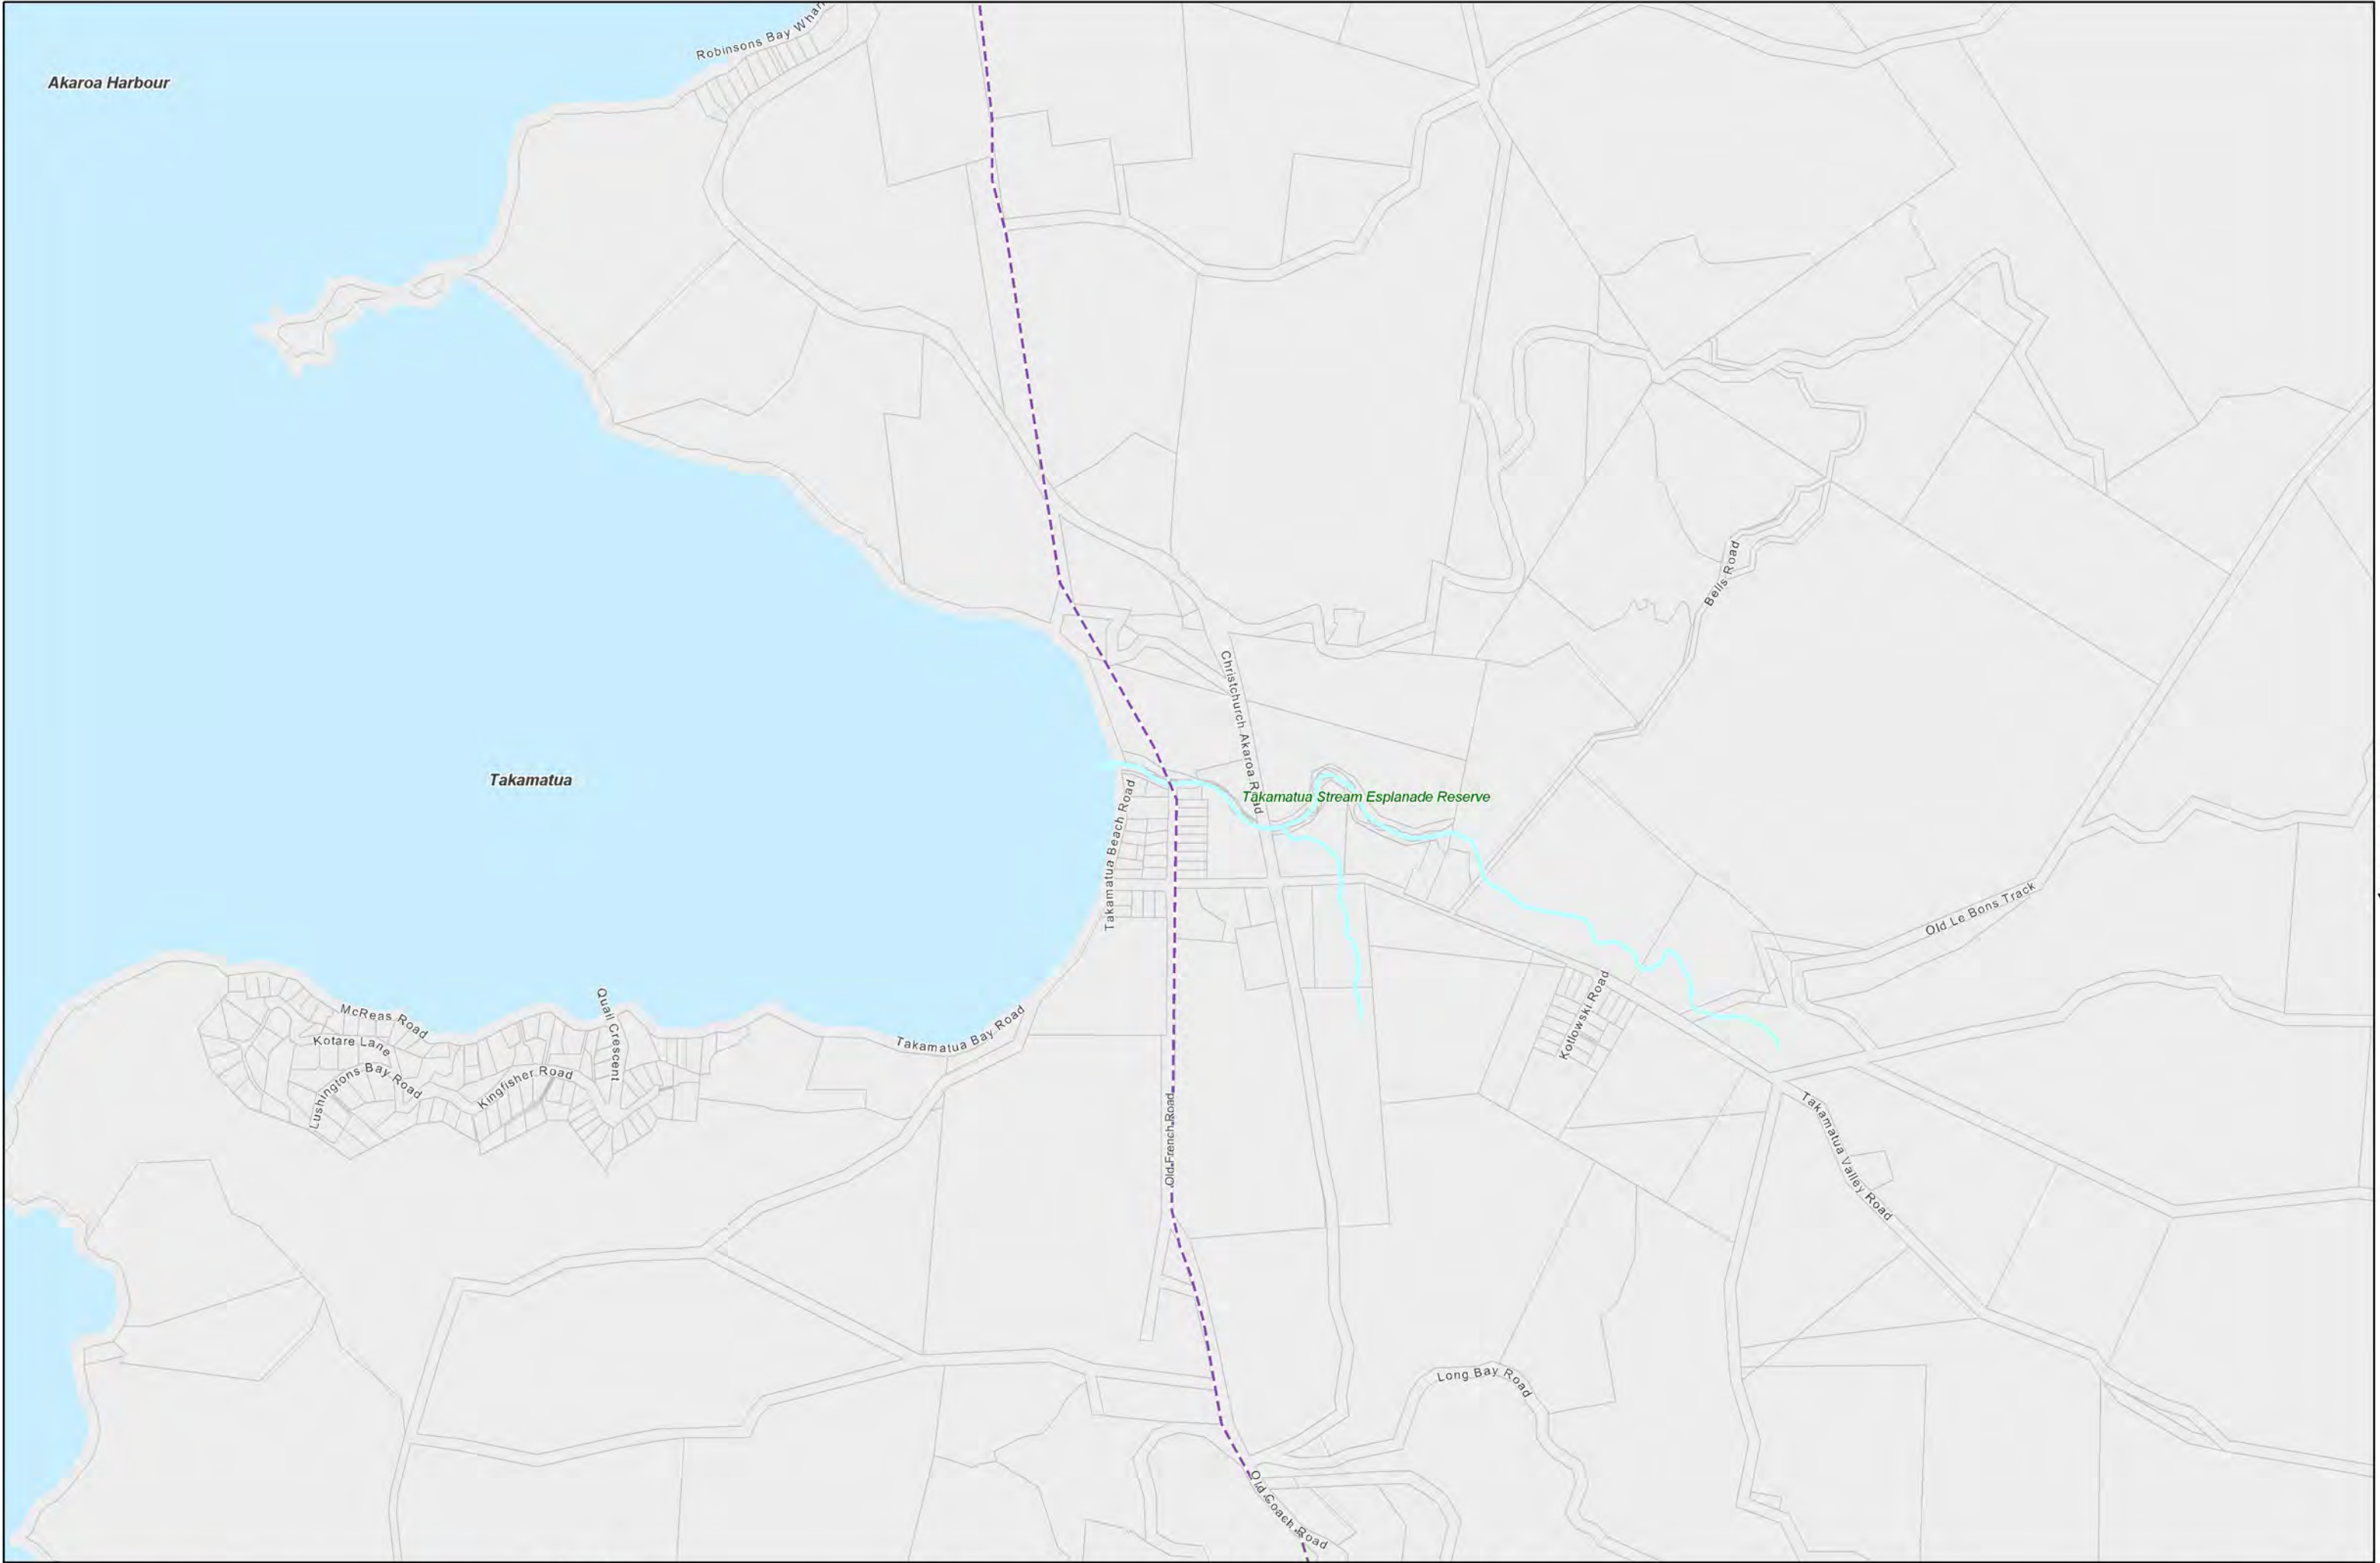 Robinsons Bay Whar
Akaroa Harbour
Bells Road
Christchurch Akaroa Road
Takamatua
Takamatua Stream Esplanade Reserve
Takamatua Beach Road
Old Le Bons Track
Kotlowski Road
Quail Crescent
McReas Road
Takamatua Bay Road
Kotare Lane
Lushingtons Bay Road
Kingfisher Road
Old French Road
Takamatua Valley Road
Long Bay Road
Old Coach Road